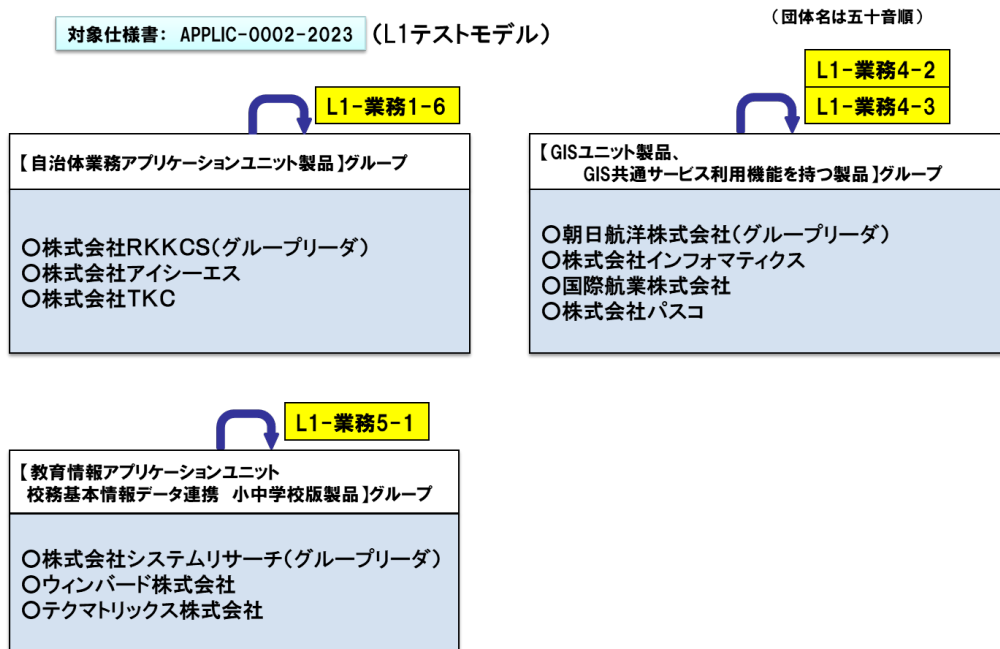 （団体名は五十音順）
対象仕様書： APPLIC-0002-2023
（L1テストモデル）
L1-業務1-6
【自治体業務アプリケーションユニット製品】グループ
○株式会社RKKCS(グループリーダ)
○株式会社アイシーエス
○株式会社TKC
L1-業務4-2
L1-業務4-3
【GISユニット製品、
GIS共通サービス利用機能を持つ製品】グループ
○朝日航洋株式会社(グループリーダ)
○株式会社インフォマティクス
○国際航業株式会社
○株式会社パスコ
L1-業務5-1
【教育情報アプリケーションユニット
校務基本情報データ連携　小中学校版製品】グループ
○株式会社システムリサーチ(グループリーダ)
○ウィンバード株式会社
○テクマトリックス株式会社